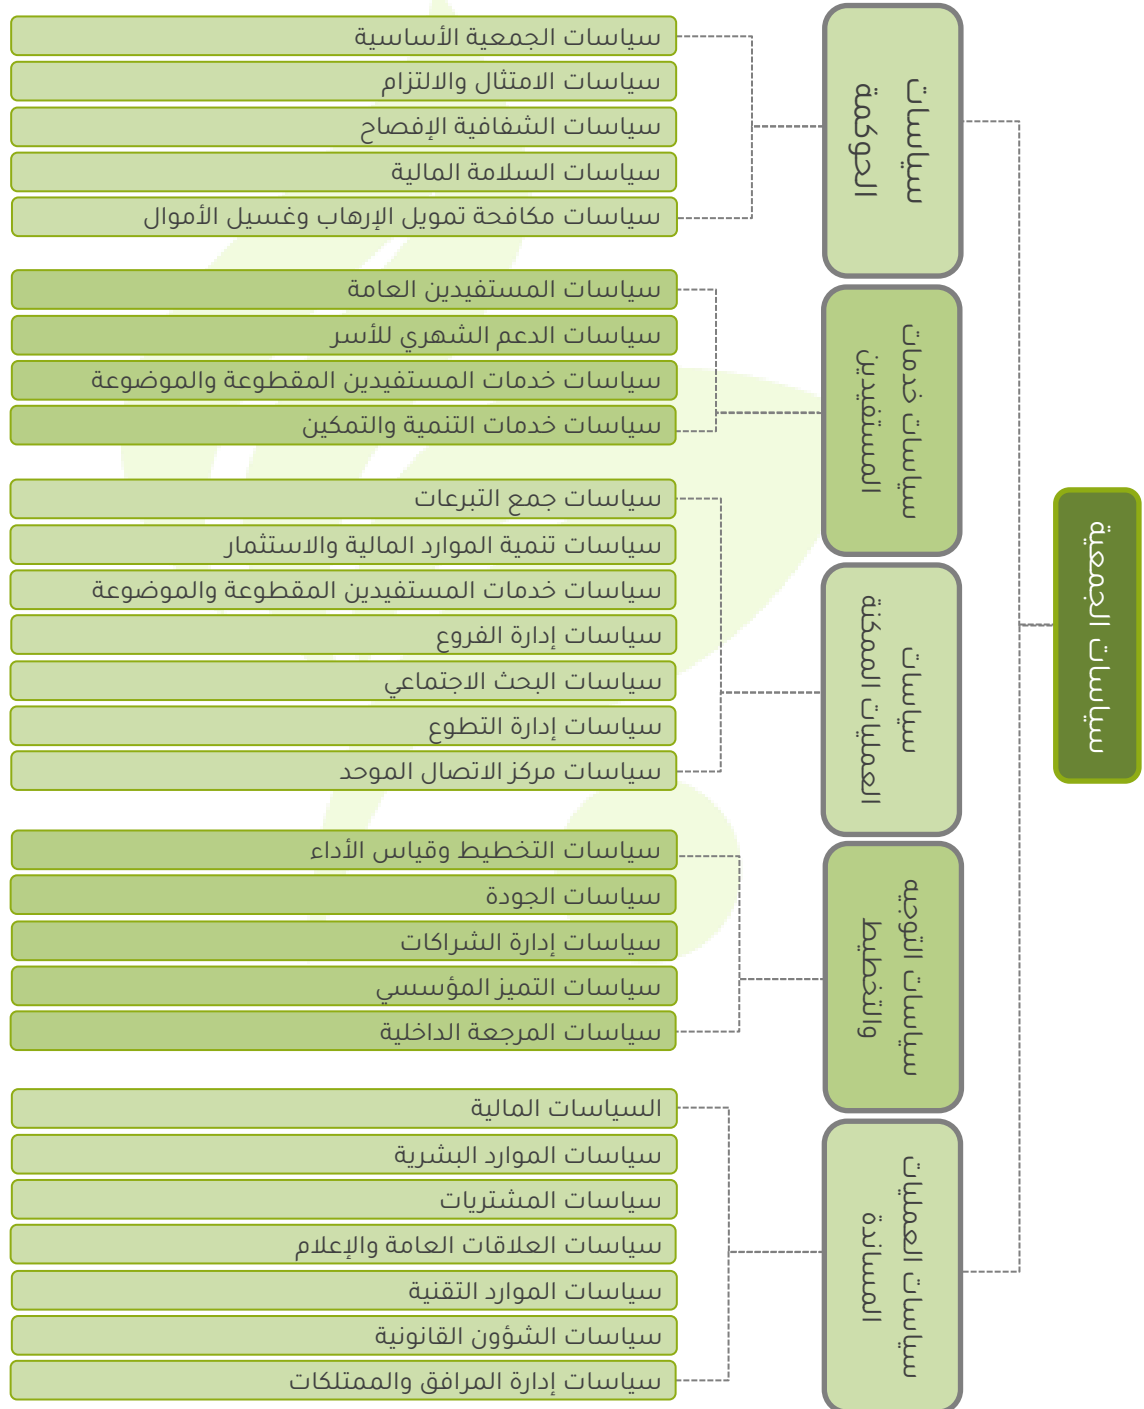 سياسات الجمعية
سياسات
الحوكمة
سياسات الجمعية الأساسية
سياسات الامتثال والالتزام
سياسات الشفافية الإفصاح
سياسات السلامة المالية
سياسات مكافحة تمويل الإرهاب وغسيل الأموال
سياسات خدمات
المستفيدين
سياسات المستفيدين العامة
سياسات الدعم الشهري للأسر
سياسات خدمات المستفيدين المقطوعة والموضوعة
سياسات خدمات التنمية والتمكين
سياسات
العمليات الممكنة
سياسات جمع التبرعات
سياسات تنمية الموارد المالية والاستثمار
سياسات خدمات المستفيدين المقطوعة والموضوعة
سياسات إدارة الفروع
سياسات البحث الاجتماعي
سياسات إدارة التطوع
سياسات مركز الاتصال الموحد
سياسات التوجيه
والتخطيط
سياسات التخطيط وقياس الأداء
سياسات الجودة
سياسات إدارة الشراكات
سياسات التميز المؤسسي
سياسات المرجعة الداخلية
سياسات العمليات
المساندة
السياسات المالية
سياسات الموارد البشرية
سياسات المشتريات
سياسات العلاقات العامة والإعلام
سياسات الموارد التقنية
سياسات الشؤون القانونية
سياسات إدارة المرافق والممتلكات